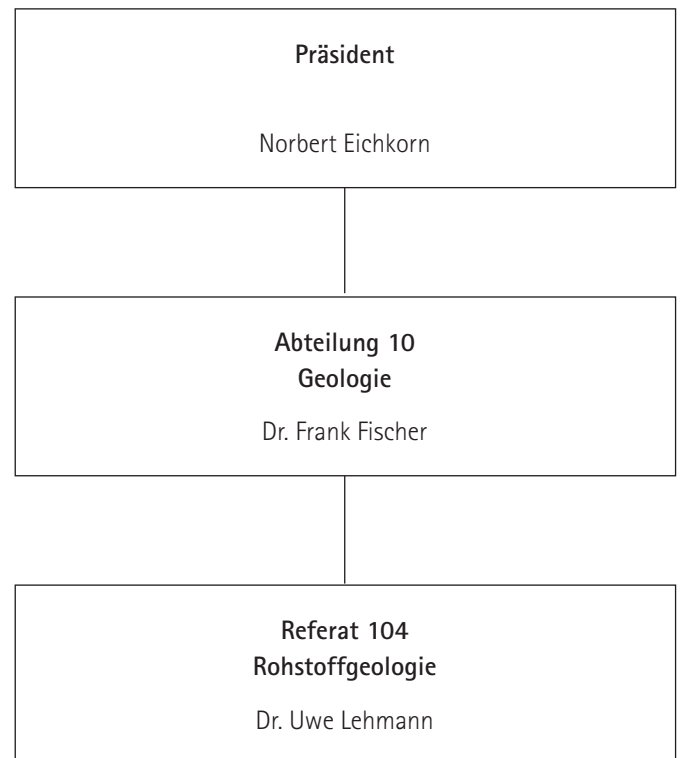 Präsident
Norbert Eichkorn
Abteilung 10
Geologie
Dr. Frank Fischer
Referat 104
Rohstoffgeologie
Dr. Uwe Lehmann